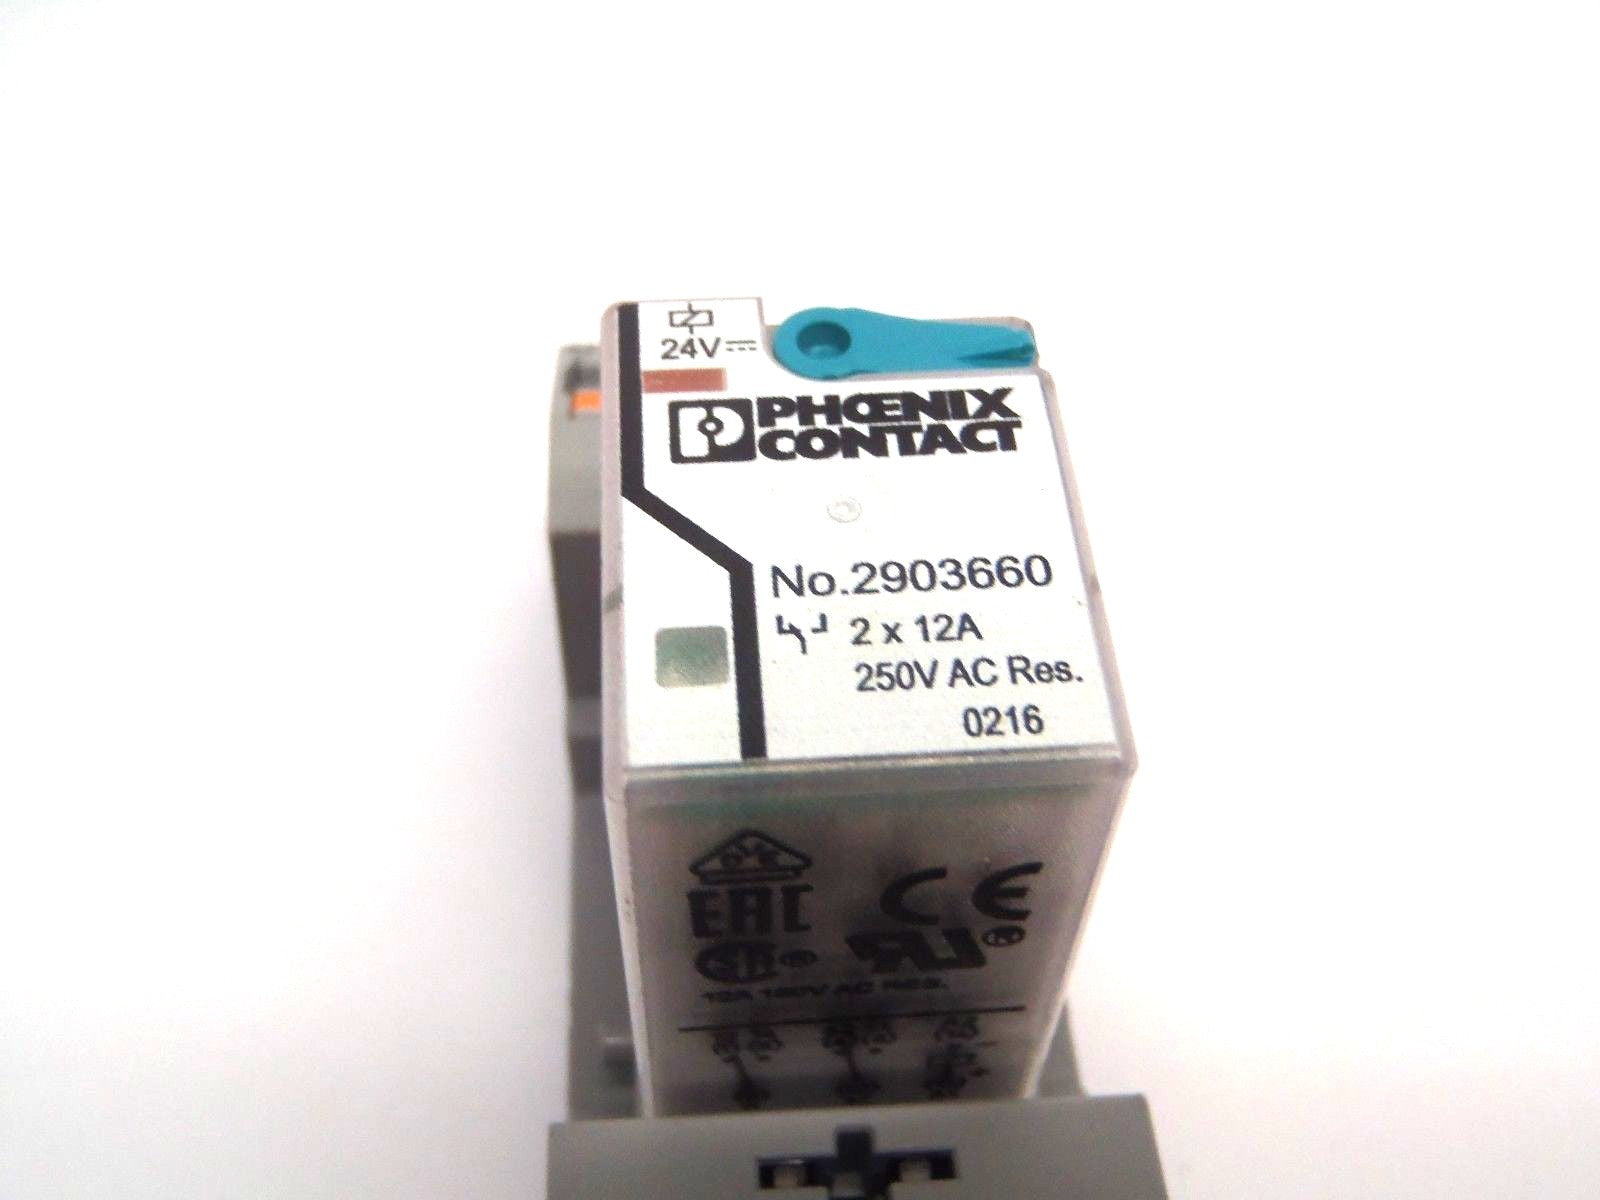 24V
PHŒNIX
CONTACT
No.2903660
2 x 12A
250V AC Res.
0216
EAC
CE